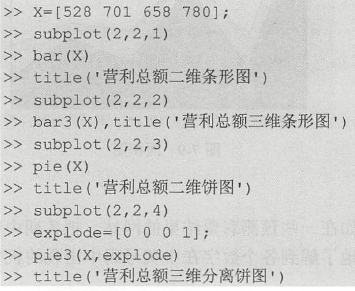 >> X=[528 701 658 780];
>> subplot(2,2,1)
>> bar(X)
>> title('营利总额二维条形图')
>> subplot(2,2,2)
>> bar3(X),title('营利总额三维条形图')
>> subplot(2,2,3)
>> pie(X)
>> title('营利总额二维饼图')
>> subplot(2,2,4)
>> explode=[0 0 0 1];
>> pie3(X,explode)
>> title('营利总额三维分离饼图')